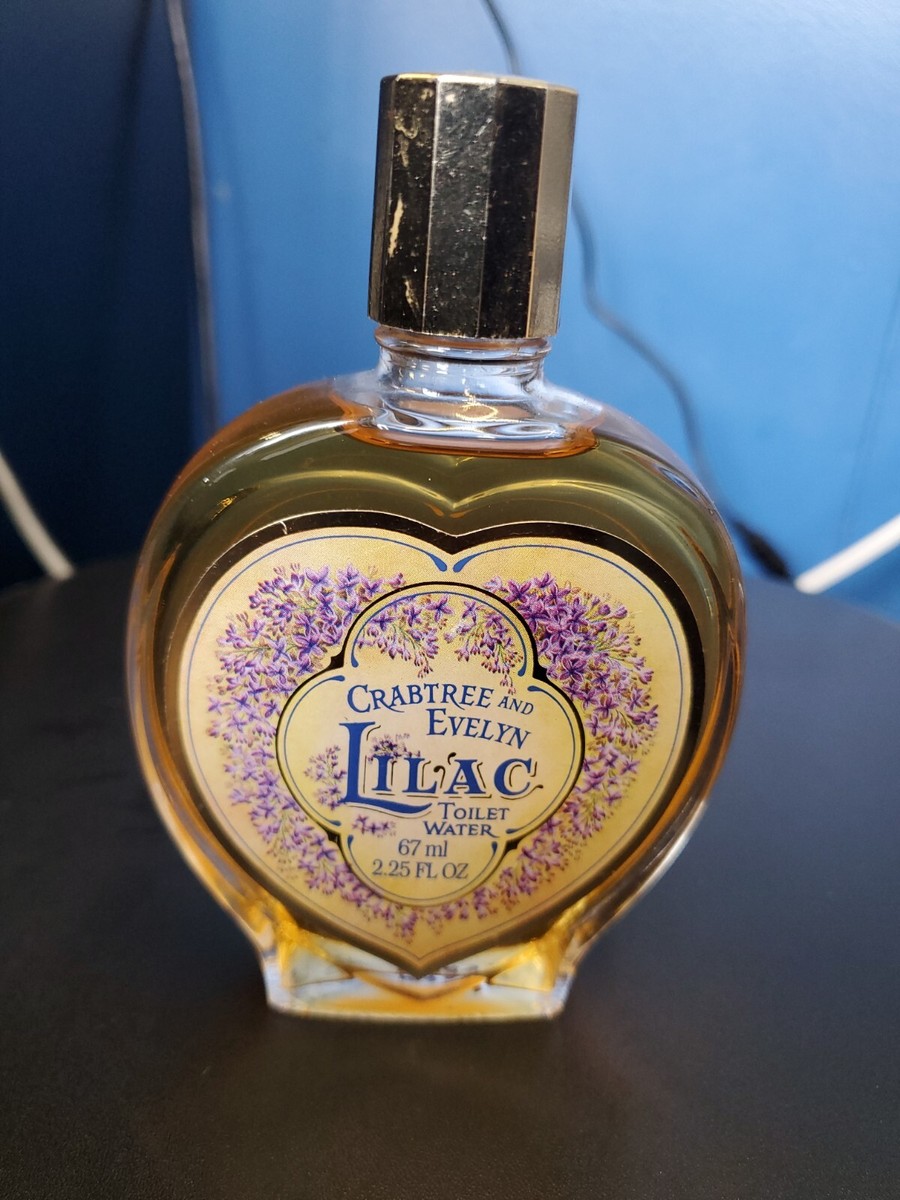 CRABTREE AND
EVELYN
LILAC
TOILET
WATER
67 ml
2.25 FL OZ